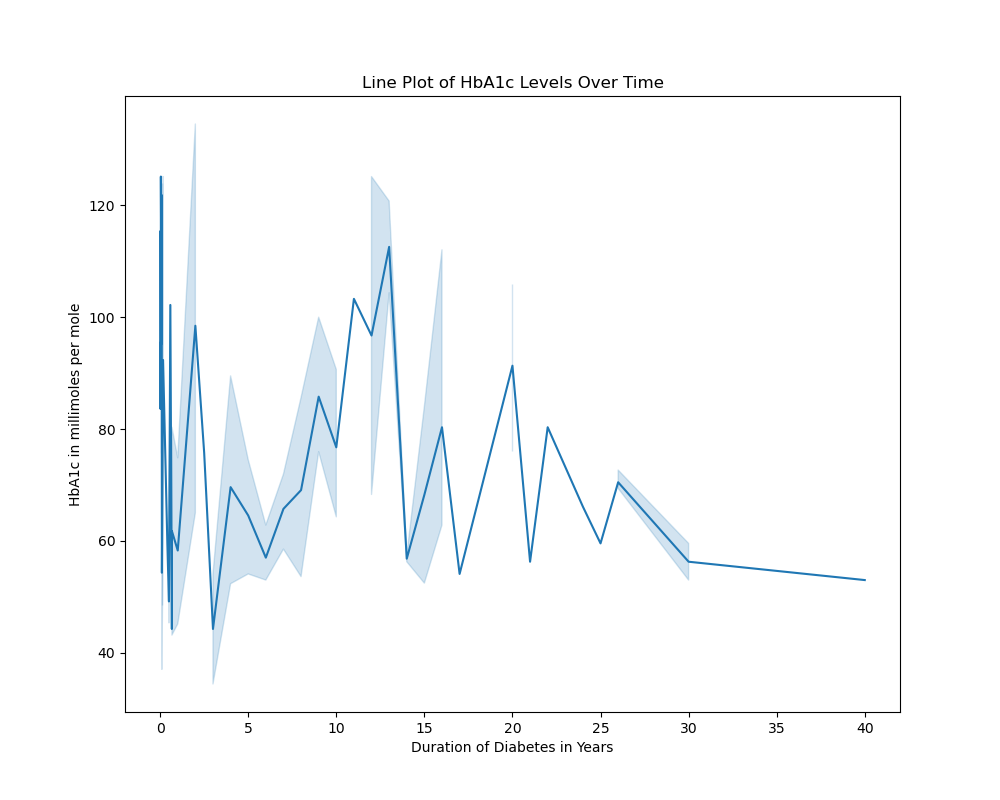 Line Plot of HbA1c Levels Over Time
HbA1c in millimoles per mole
120
100
80
60
40
0 5 10 15 20 25 30 35 40
Duration of Diabetes in Years